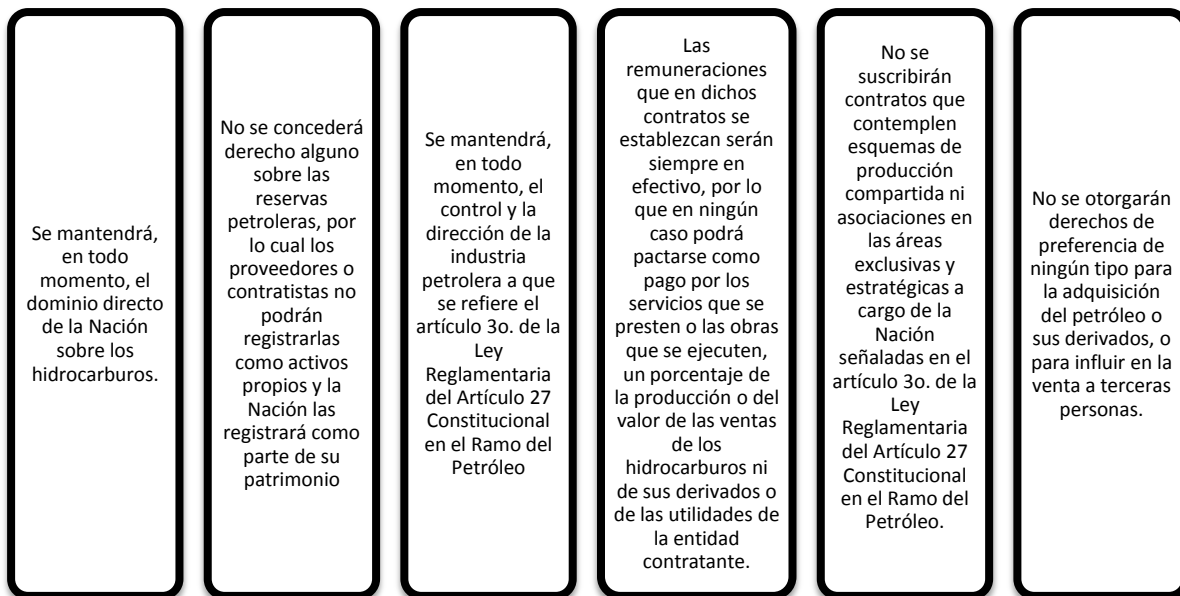 Se mantendrá,
en todo
momento, el
dominio directo
de la Nación
sobre los
hidrocarburos.
No se concederá
derecho alguno
sobre las
reservas
petroleras, por
lo cual los
proveedores o
contratistas no
podrán
registrarlas
como activos
propios y la
Nación las
registrará como
parte de su
patrimonio
Se mantendrá,
en todo
momento, el
control y la
dirección de la
industria
petrolera a que
se refiere el
artículo 3o. de la
Ley
Reglamentaria
del Artículo 27
Constitucional
en el Ramo del
Petróleo
Las
remuneraciones
que en dichos
contratos se
establezcan serán
siempre en
efectivo, por lo
que en ningún
caso podrá
pactarse como
pago por los
servicios que se
presten o las obras
que se ejecuten,
un porcentaje de
la producción o del
valor de las ventas
de los
hidrocarburos ni
de sus derivados o
de las utilidades de
la entidad
contratante.
No se
suscribirán
contratos que
contemplen
esquemas de
producción
compartida ni
asociaciones en
las áreas
exclusivas y
estratégicas a
cargo de la
Nación
señaladas en el
artículo 3o. de la
Ley
Reglamentaria
del Artículo 27
Constitucional
en el Ramo del
Petróleo.
No se otorgarán
derechos de
preferencia de
ningún tipo para
la adquisición
del petróleo o
sus derivados, o
para influir en la
venta a terceras
personas.